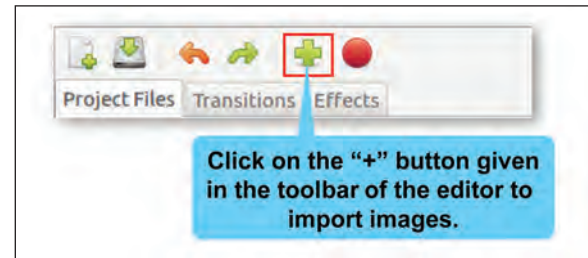 Project Files Transitions Effects
Click on the “+” button given
in the toolbar of the editor to
import images.